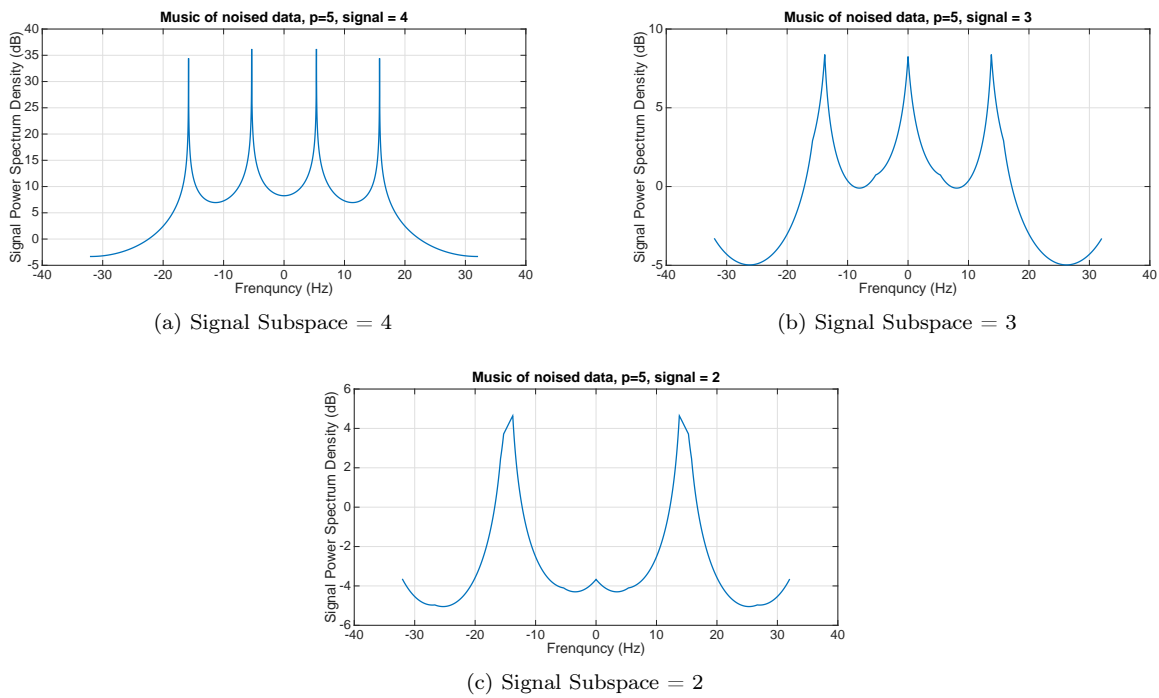 Music of noised data, p=5, signal = 4
Signal Power Spectrum Density (dB)
40
35
30
25
20
15
10
5
0
-5
-40 -30 -20 -10 0 10 20 30 40
Frenquncy (Hz)
(a) Signal Subspace = 4
Music of noised data, p=5, signal = 3
Signal Power Spectrum Density (dB)
10
5
0
-5
-40 -30 -20 -10 0 10 20 30 40
Frenquncy (Hz)
(b) Signal Subspace = 3
Music of noised data, p=5, signal = 2
Signal Power Spectrum Density (dB)
6
4
2
0
-2
-4
-6
-40 -30 -20 -10 0 10 20 30 40
Frenquncy (Hz)
(c) Signal Subspace = 2